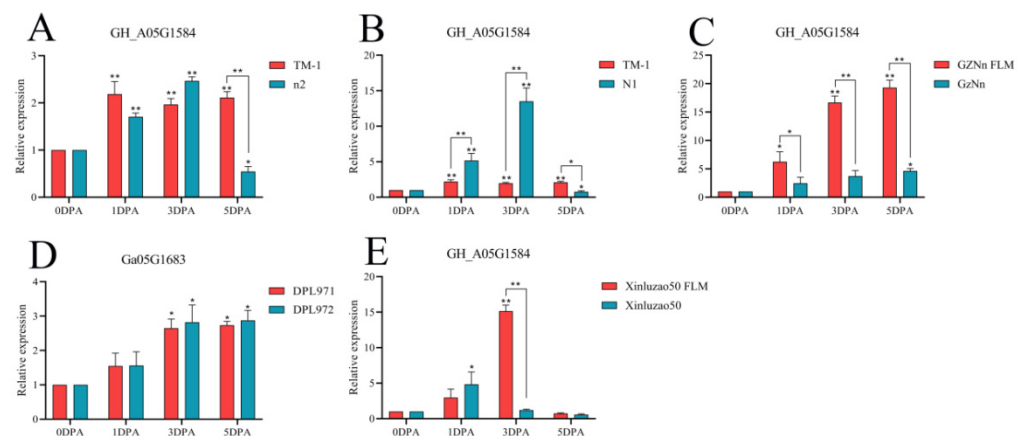 A
GH_A05G1584
Relative expression
3
2
1
0
** ** ** ** ** ** *
0DPA 1DPA 3DPA 5DPA
TM-1
n2
B
GH_A05G1584
Relative expression
20
15
10
5
0
** ** ** ** ** ** * ** *
0DPA 1DPA 3DPA 5DPA
TM-1
N1
C
GH_A05G1584
Relative expression
25
20
15
10
5
0
* * ** ** ** ** *
0DPA 1DPA 3DPA 5DPA
GZNn FLM
GzNn
D
Ga05G1683
Relative expression
4
3
2
1
0
* * * *
0DPA 1DPA 3DPA 5DPA
DPL971
DPL972
E
GH_A05G1584
Relative expression
20
15
10
5
0
* ** **
0DPA 1DPA 3DPA 5DPA
Xinluzao50 FLM
Xinluzao50